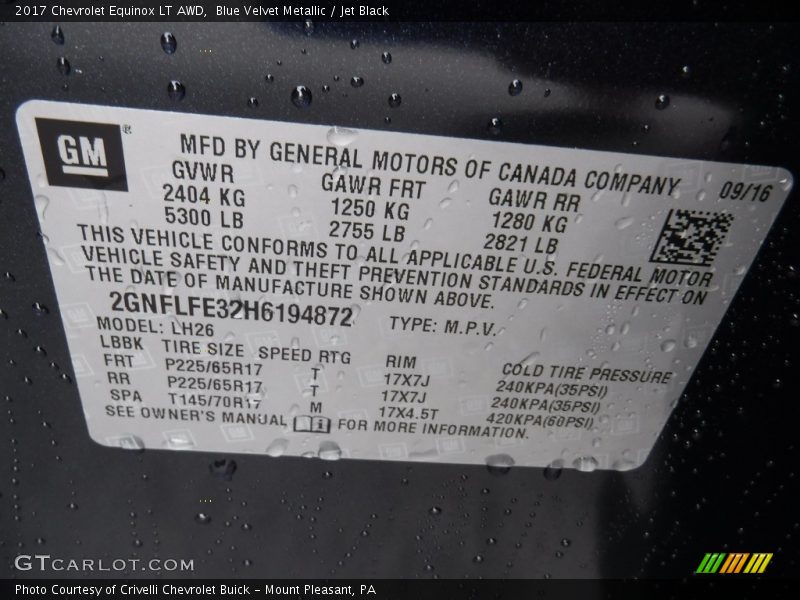 2017 Chevrolet Equinox LT AWD,  Blue Velvet Metallic / Jet Black
GM®
MFD BY GENERAL MOTORS OF CANADA COMPANY
09/16
GVWR GAWR FRT GAWR RR
2404 KG 1250 KG 1280 KG
5300 LB 2755 LB 2821 LB
THIS VEHICLE CONFORMS TO ALL APPLICABLE U.S. FEDERAL MOTOR
VEHICLE SAFETY AND THEFT PREVENTION STANDARDS IN EFFECT ON
THE DATE OF MANUFACTURE SHOWN ABOVE.
2GNFLFE32H6194872 TYPE: M.P.V.
MODEL: LH26
LBBK TIRE SIZE SPEED RTG RIM COLD TIRE PRESSURE
FRT P225/65R17 T 17X7J 240KPA(35PSI)
RR P225/65R17 T 17X7J 240KPA(35PSI)
SPA T145/70R17 M 17X4.5T 420KPA(60PSI)
SEE OWNER'S MANUAL FOR MORE INFORMATION.
GTCARLOT.COM
Photo Courtesy of Crivelli Chevrolet Buick – Mount Pleasant, PA